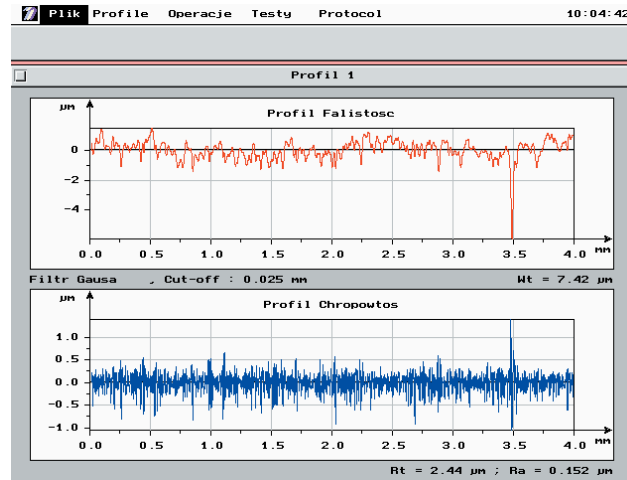 Plik Profile Operacje Testy Protocol 10:04:42
Profil 1
µm
Profil Falistosc
0
-2
-4
0.0 0.5 1.0 1.5 2.0 2.5 3.0 3.5 4.0 mm
Filtr Gausa , Cut-off : 0.025 mm Wt = 7.42 µm
µm
Profil Chropowtos
1.0
0.5
0.0
-0.5
-1.0
0.0 0.5 1.0 1.5 2.0 2.5 3.0 3.5 4.0 mm
Rt = 2.44 µm ; Ra = 0.152 µm